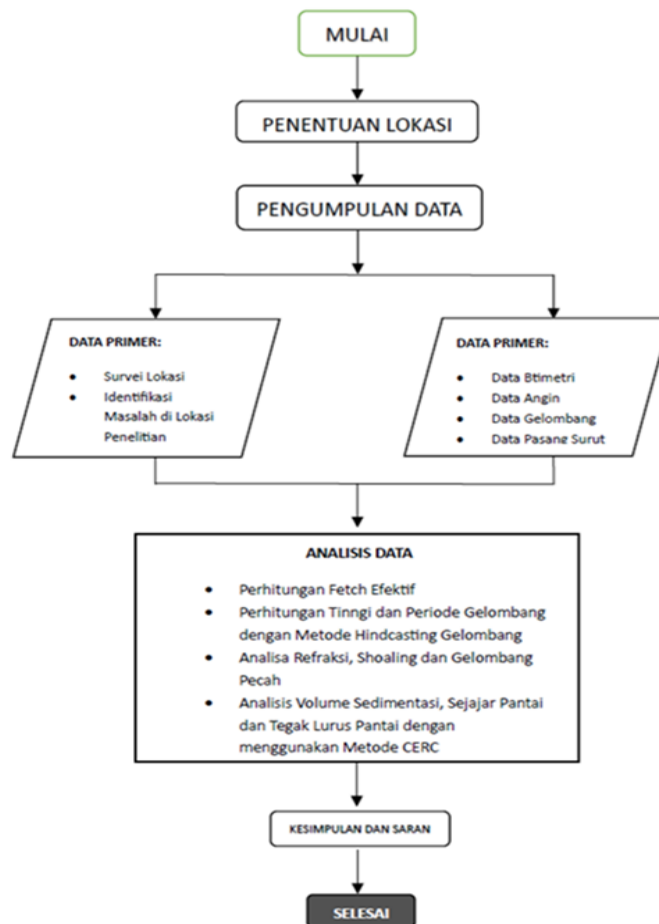 MULAI
PENENTUAN LOKASI
PENGUMPULAN DATA
DATA PRIMER:
• Survei Lokasi
• Identifikasi
Masalah di Lokasi
Penelitian
DATA PRIMER:
• Data Btimetri
• Data Angin
• Data Gelombang
• Data Pasang Surut
ANALISIS DATA
• Perhitungan Fetch Efektif
• Perhitungan Tinngi dan Periode Gelombang
dengan Metode Hindcasting Gelombang
• Analisa Refraksi, Shoaling dan Gelombang
Pecah
• Analisis Volume Sedimentasi, Sejajar Pantai
dan Tegak Lurus Pantai dengan
menggunakan Metode CERC
KESIMPULAN DAN SARAN
SELESAI